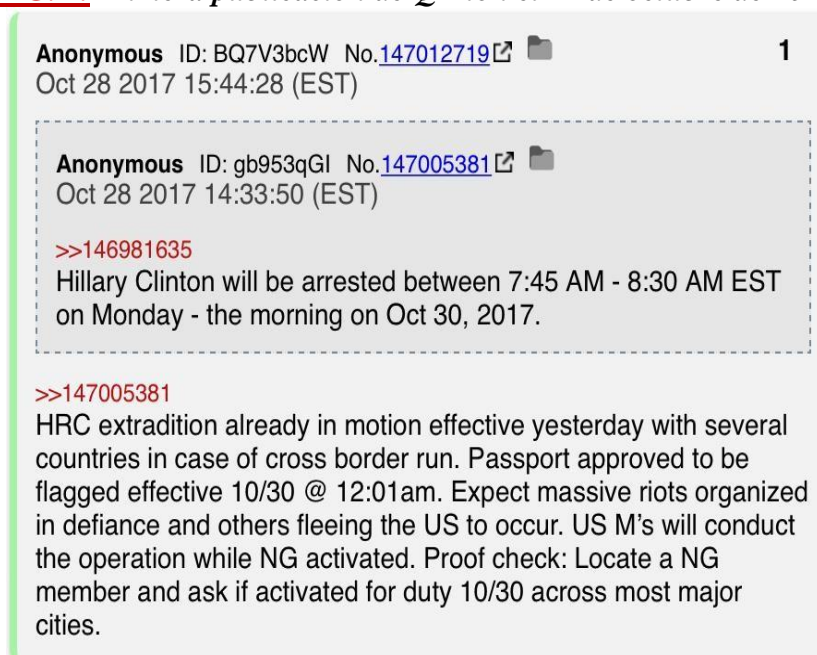 Anonymous ID: BQ7V3bcW No.147012719 1
Oct 28 2017 15:44:28 (EST)
Anonymous ID: gb953qGI No.147005381
Oct 28 2017 14:33:50 (EST)
>>146981635
Hillary Clinton will be arrested between 7:45 AM - 8:30 AM EST
on Monday - the morning on Oct 30, 2017.
>>147005381
HRC extradition already in motion effective yesterday with several
countries in case of cross border run. Passport approved to be
flagged effective 10/30 @ 12:01am. Expect massive riots organized
in defiance and others fleeing the US to occur. US M’s will conduct
the operation while NG activated. Proof check: Locate a NG
member and ask if activated for duty 10/30 across most major
cities.